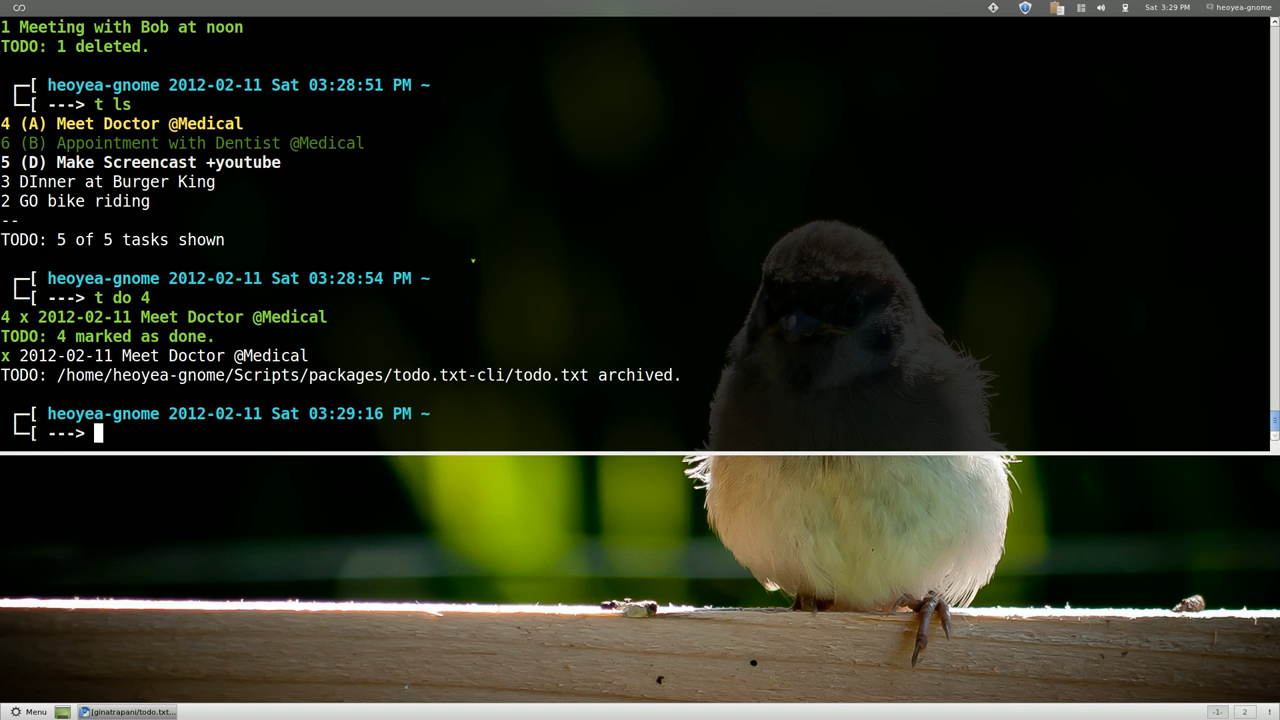 Sat 3:29 PM heoyea-gnome
1 Meeting with Bob at noon
TODO: 1 deleted.
┌─[ heoyea-gnome 2012-02-11 Sat 03:28:51 PM ~
└─[ ---> t ls
4 (A) Meet Doctor @Medical
6 (B) Appointment with Dentist @Medical
5 (D) Make Screencast +youtube
3 DInner at Burger King
2 GO bike riding
--
TODO: 5 of 5 tasks shown
┌─[ heoyea-gnome 2012-02-11 Sat 03:28:54 PM ~
└─[ ---> t do 4
4 x 2012-02-11 Meet Doctor @Medical
TODO: 4 marked as done.
x 2012-02-11 Meet Doctor @Medical
TODO: /home/heoyea-gnome/Scripts/packages/todo.txt-cli/todo.txt archived.
┌─[ heoyea-gnome 2012-02-11 Sat 03:29:16 PM ~
└─[ --->
Menu [ginatrapani/todo.txt... -1- 2